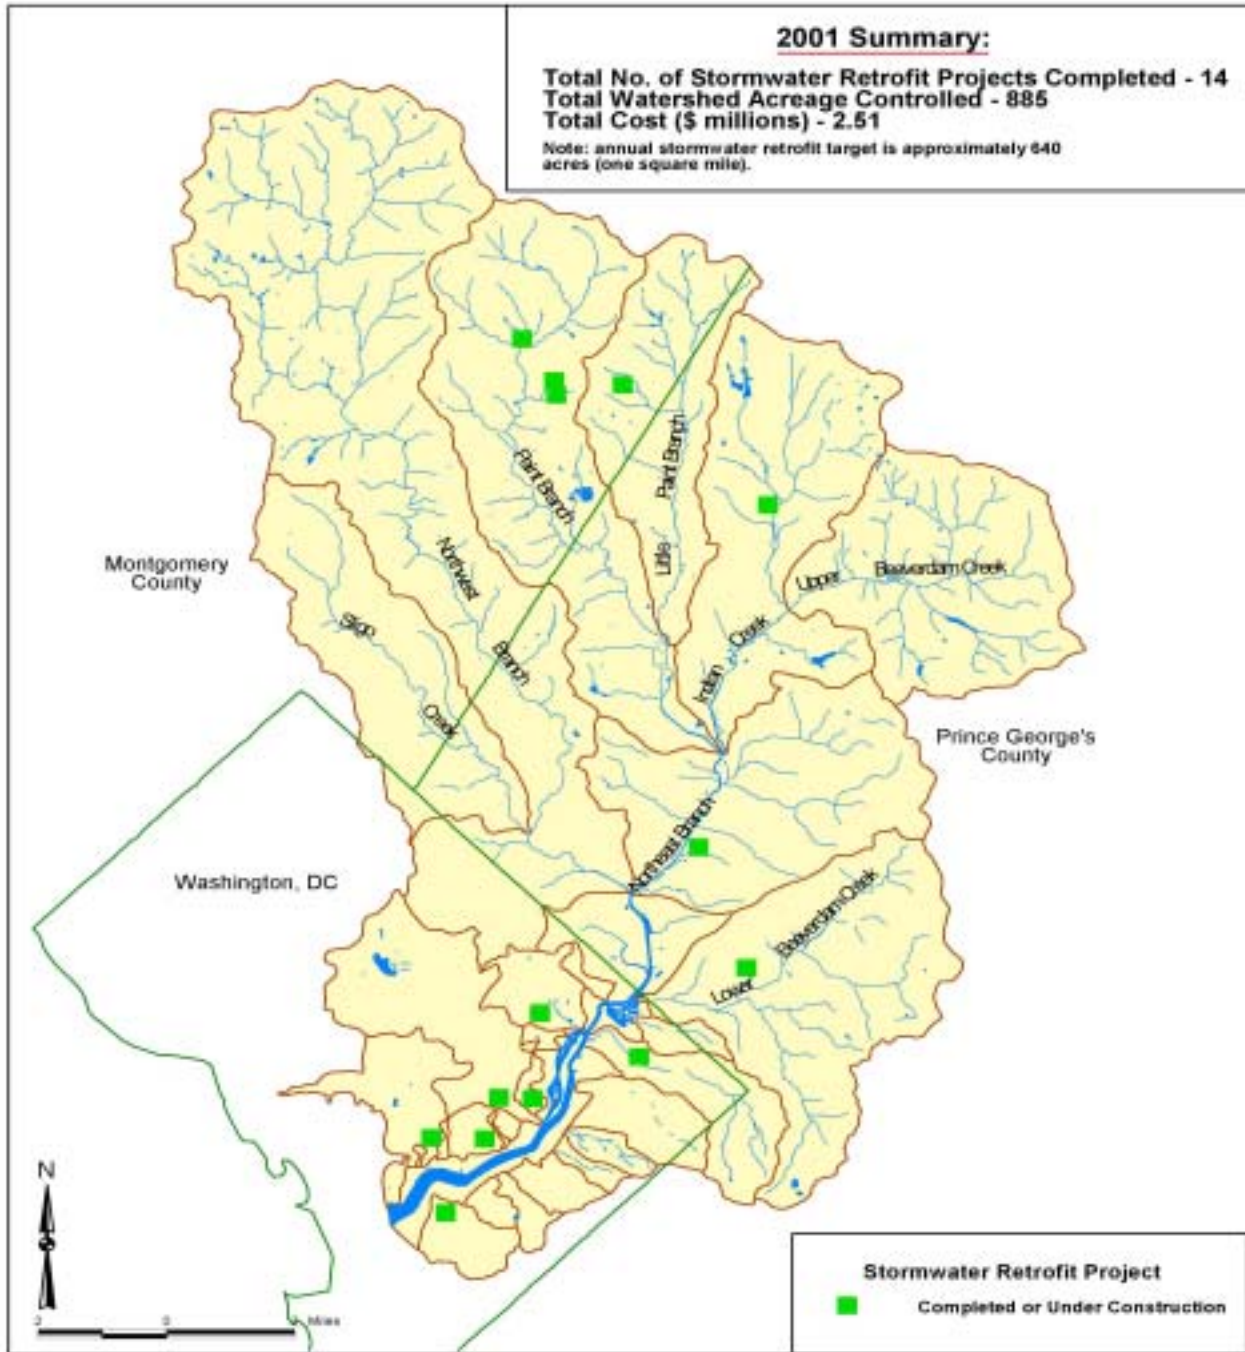 2001 Summary:
Total No. of Stormwater Retrofit Projects Completed - 14
Total Watershed Acreage Controlled - 885
Total Cost ($ millions) - 2.51
Note: annual stormwater retrofit target is approximately 640
acres (one square mile).
Paint Branch
Little Paint Branch
Montgomery
County
Northwest Branch
Sligo Creek
Upper Beaverdam Creek
Indian Creek
Prince George's
County
Northeast Branch
Washington, DC
Lower Beaverdam Creek
N
0
Miles
Stormwater Retrofit Project
Completed or Under Construction